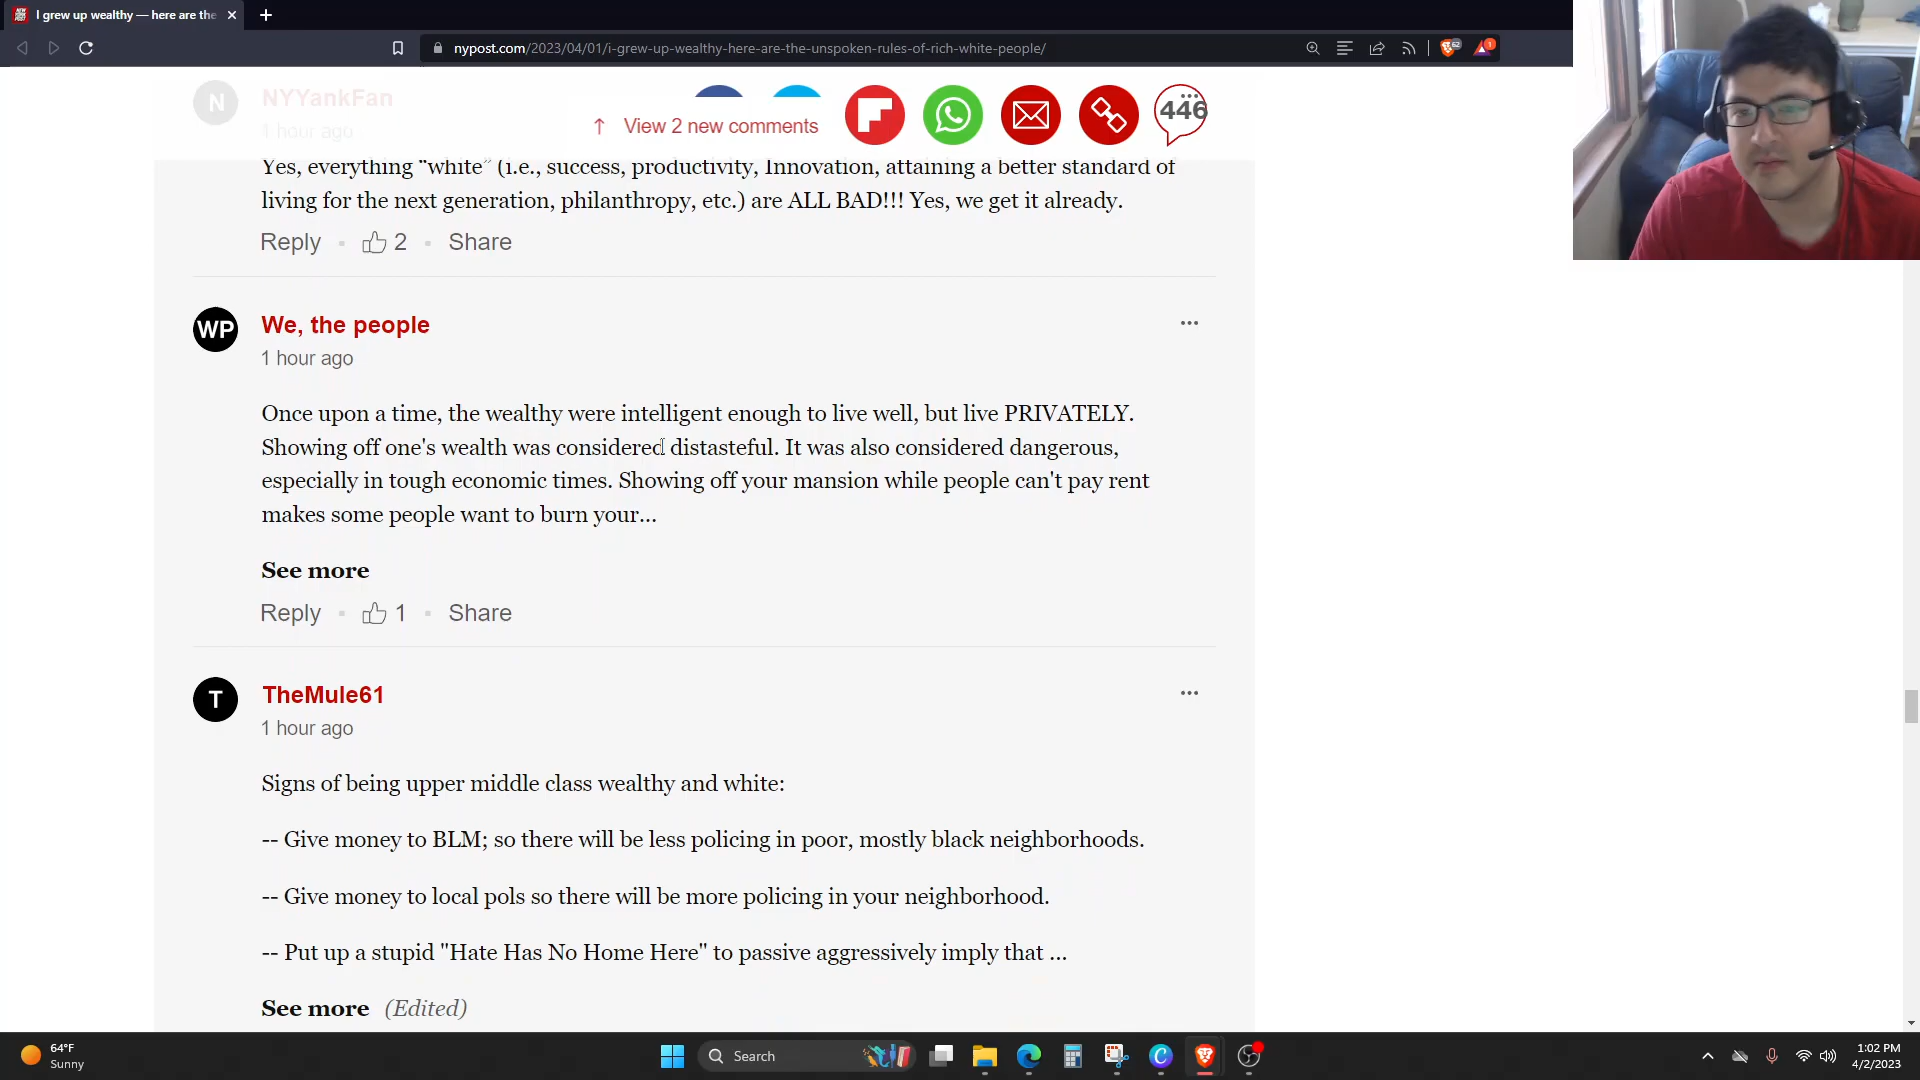 I grew up wealthy — here are the
nypost.com/2023/04/01/i-grew-up-wealthy-here-are-the-unspoken-rules-of-rich-white-people/
62
1
N
NYYankFan
1 hour ago
↑ View 2 new comments
446
Yes, everything “white” (i.e., success, productivity, Innovation, attaining a better standard of
living for the next generation, philanthropy, etc.) are ALL BAD!!! Yes, we get it already.
Reply 2 Share
WP
We, the people
1 hour ago
Once upon a time, the wealthy were intelligent enough to live well, but live PRIVATELY.
Showing off one's wealth was considered distasteful. It was also considered dangerous,
especially in tough economic times. Showing off your mansion while people can't pay rent
makes some people want to burn your...
See more
Reply 1 Share
T
TheMule61
1 hour ago
Signs of being upper middle class wealthy and white:
-- Give money to BLM; so there will be less policing in poor, mostly black neighborhoods.
-- Give money to local pols so there will be more policing in your neighborhood.
-- Put up a stupid "Hate Has No Home Here" to passive aggressively imply that ...
See more (Edited)
64°F
Sunny
Search
1:02 PM
4/2/2023